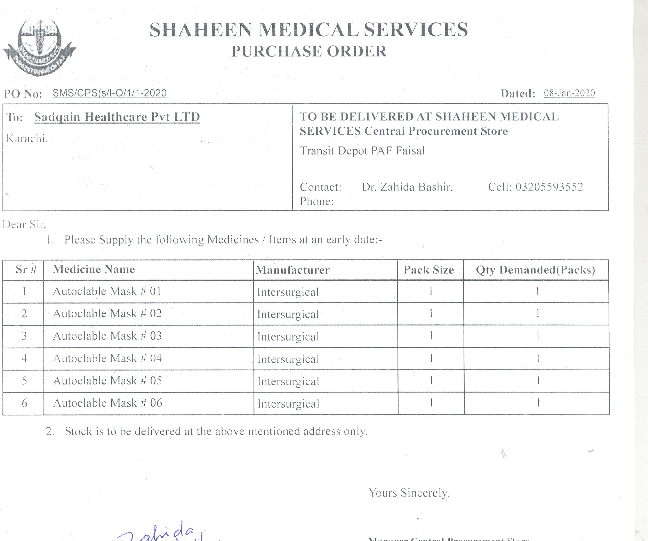 SHAHEEN MEDICAL SERVICES
PURCHASE ORDER
PO No: SMS/CPS(s/I-O/1/1-2020
Dated: 08-Jan-2020
To: Sadqain Healthcare Pvt LTD
Karachi.
TO BE DELIVERED AT SHAHEEN MEDICAL
SERVICES Central Procurement Store
Transit Depot PAF Faisal
Contact: Dr. Zahida Bashir, Cell: 03205593552
Phone:
Dear Sir,
1. Please Supply the following Medicines / Items at an early date:-
Sr # Medicine Name Manufacturer Pack Size Qty Demanded(Packs)
1 Autoclable Mask # 01 Intersurgical 1 1
2 Autoclable Mask # 02 Intersurgical 1 1
3 Autoclable Mask # 03 Intersurgical 1 1
4 Autoclable Mask # 04 Intersurgical 1 1
5 Autoclable Mask # 05 Intersurgical 1 1
6 Autoclable Mask # 06 Intersurgical 1 1
2. Stock is to be delivered at the above mentioned address only.
Yours Sincerely,
Zahida
Manager Central Procurement Store